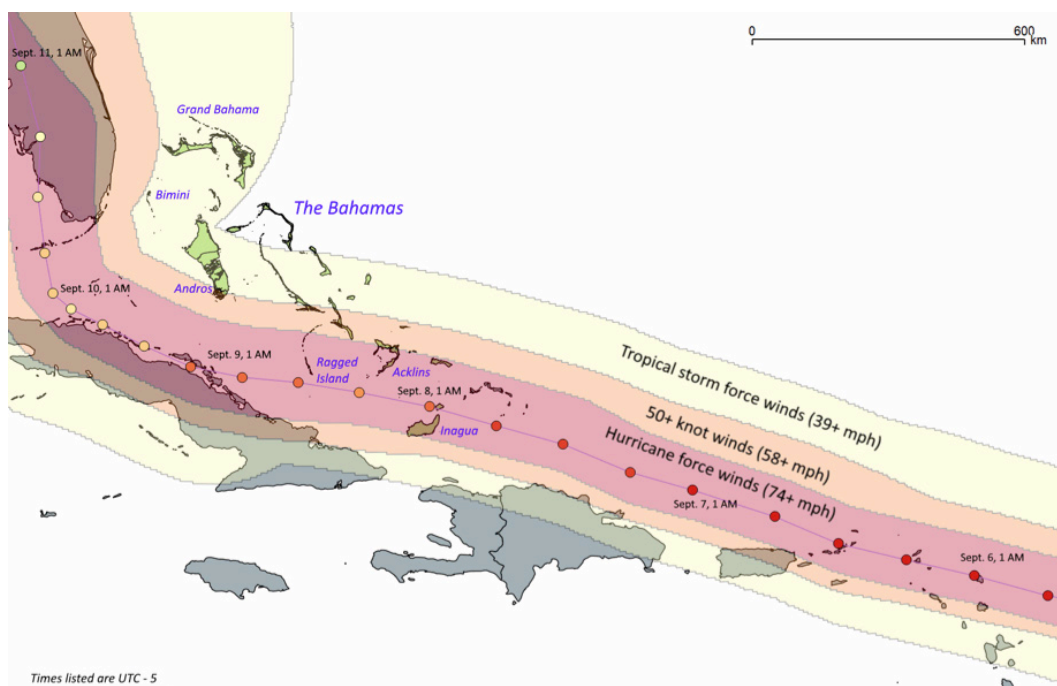 0
600
km
Sept. 11, 1 AM
Grand Bahama
Bimini
The Bahamas
Andros
Sept. 10, 1 AM
Sept. 9, 1 AM
Ragged
Island
Acklins
Sept. 8, 1 AM
Inagua
Tropical storm force winds (39+ mph)
50+ knot winds (58+ mph)
Hurricane force winds (74+ mph)
Sept. 7, 1 AM
Sept. 6, 1 AM
Times listed are UTC - 5